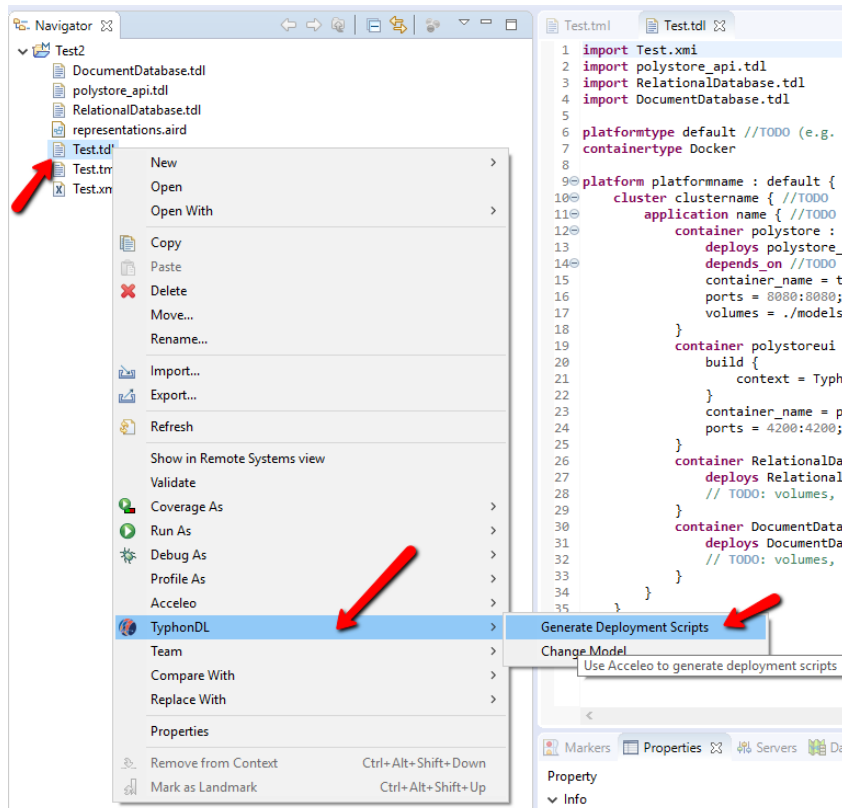 Navigator
Test2
DocumentDatabase.tdl
polystore_api.tdl
RelationalDatabase.tdl
representations.aird
Test.tdl
Test.tm
Test.xm
New
Open
Open With
Copy
Paste
Delete
Move...
Rename...
Import...
Export...
Refresh
Show in Remote Systems view
Validate
Coverage As
Run As
Debug As
Profile As
Acceleo
TyphonDL
Team
Compare With
Replace With
Properties
Remove from Context Ctrl+Alt+Shift+Down
Mark as Landmark Ctrl+Alt+Shift+Up
Generate Deployment Scripts
Change Model
Use Acceleo to generate deployment scripts
Test.tml Test.tdl
1 import Test.xmi
2 import polystore_api.tdl
3 import RelationalDatabase.tdl
4 import DocumentDatabase.tdl
5
6 platformtype default //TODO (e.g.
7 containertype Docker
8
9 platform platformname : default {
10 cluster clustername { //TODO
11 application name { //TODO
12 container polystore :
13 deploys polystore_
14 depends_on //TODO
15 container_name = t
16 ports = 8080:8080;
17 volumes = ./models
18 }
19 container polystoreui
20 build {
21 context = Typh
22 }
23 container_name = p
24 ports = 4200:4200;
25 }
26 container RelationalDa
27 deploys Relational
28 // TODO: volumes,
29 }
30 container DocumentData
31 deploys DocumentDa
32 // TODO: volumes,
33 }
34 }
35 }
Markers Properties Servers Da
Property
Info